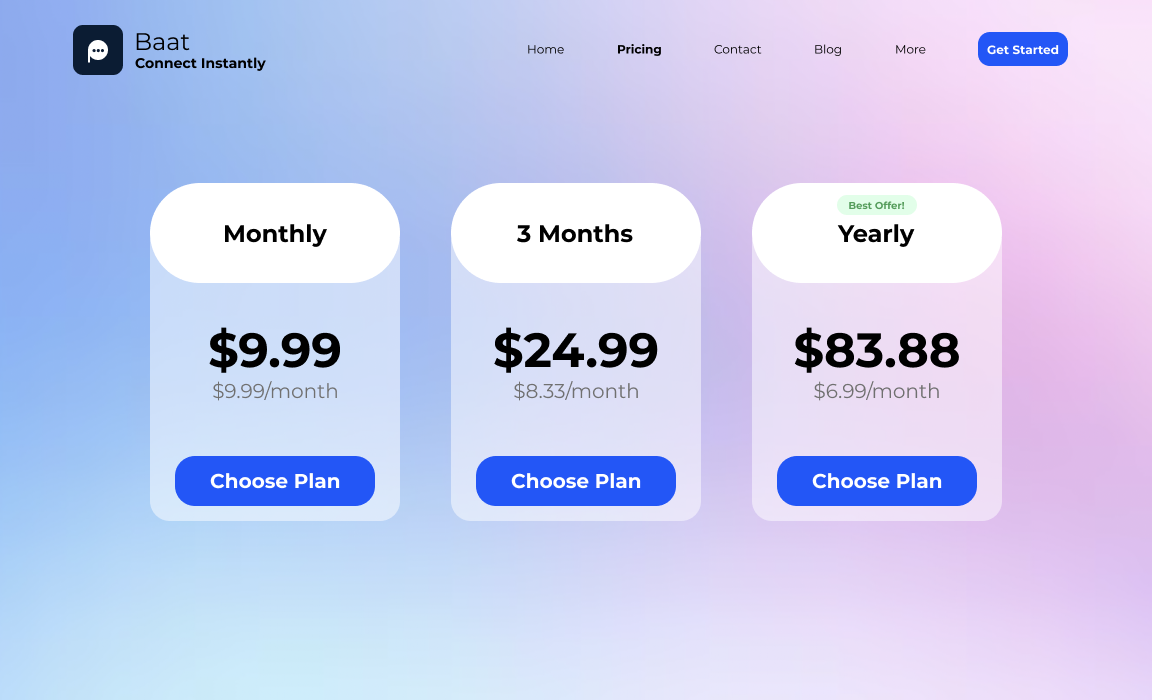 Baat
Connect Instantly
Home
Pricing
Contact
Blog
More
Get Started
Monthly
$9.99
$9.99/month
Choose Plan
3 Months
$24.99
$8.33/month
Choose Plan
Best Offer!
Yearly
$83.88
$6.99/month
Choose Plan